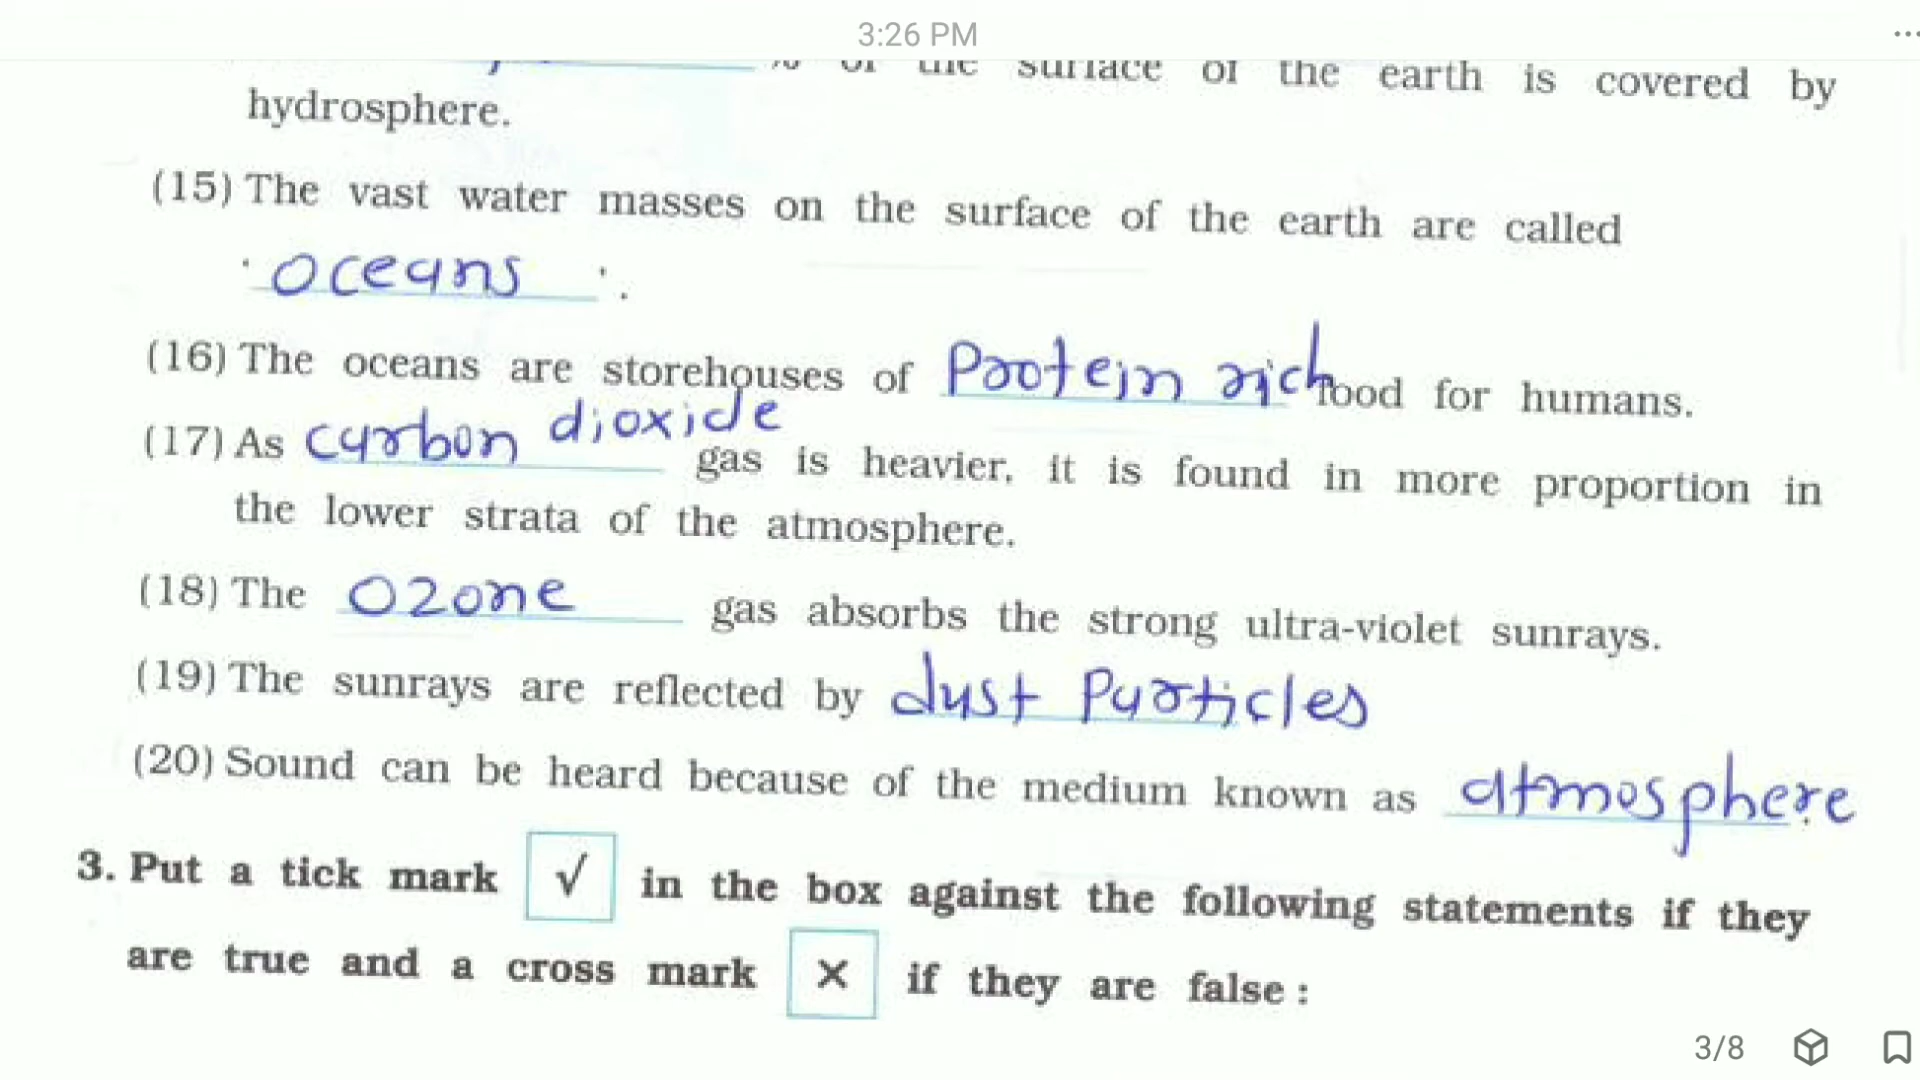 3:26 PM
of the surface of the earth is covered by
hydrosphere.
(15) The vast water masses on the surface of the earth are called
oceans.
(16) The oceans are storehouses of Protein rich food for humans.
(17) As carbon dioxide gas is heavier, it is found in more proportion in
the lower strata of the atmosphere.
(18) The Ozone gas absorbs the strong ultra-violet sunrays.
(19) The sunrays are reflected by dust Particles
(20) Sound can be heard because of the medium known as atmosphere.
3. Put a tick mark √ in the box against the following statements if they
are true and a cross mark × if they are false :
3/8